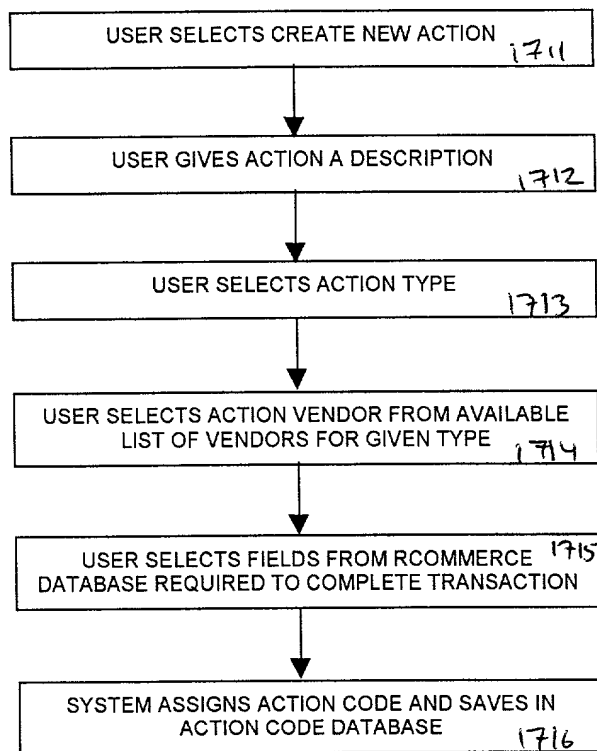 USER SELECTS CREATE NEW ACTION
1711
USER GIVES ACTION A DESCRIPTION
1712
USER SELECTS ACTION TYPE
1713
USER SELECTS ACTION VENDOR FROM AVAILABLE
LIST OF VENDORS FOR GIVEN TYPE
1714
USER SELECTS FIELDS FROM RCOMMERCE 1715
DATABASE REQUIRED TO COMPLETE TRANSACTION
SYSTEM ASSIGNS ACTION CODE AND SAVES IN
ACTION CODE DATABASE
1716